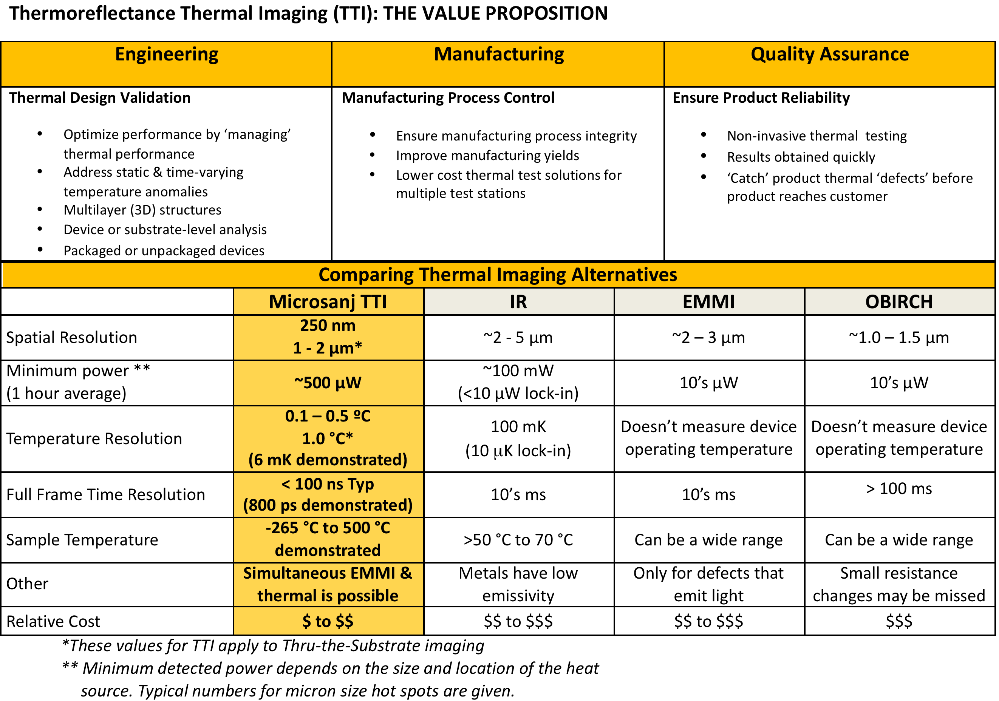 Thermoreflectance Thermal Imaging (TTI): THE VALUE PROPOSITION
Engineering
Manufacturing
Quality Assurance
Thermal Design Validation
• Optimize performance by ‘managing’
thermal performance
• Address static & time-varying
temperature anomalies
• Multilayer (3D) structures
• Device or substrate-level analysis
• Packaged or unpackaged devices
Manufacturing Process Control
• Ensure manufacturing process integrity
• Improve manufacturing yields
• Lower cost thermal test solutions for
multiple test stations
Ensure Product Reliability
• Non-invasive thermal  testing
• Results obtained quickly
• ‘Catch’ product thermal ‘defects’ before
product reaches customer
Comparing Thermal Imaging Alternatives
Microsanj TTI
IR
EMMI
OBIRCH
Spatial Resolution
250 nm
1 - 2 µm*
~2 - 5 µm
~2 – 3 µm
~1.0 – 1.5 µm
Minimum power **
(1 hour average)
~500 µW
~100 mW
(<10 µW lock-in)
10’s µW
10’s µW
Temperature Resolution
0.1 – 0.5 ºC
1.0 °C*
(6 mK demonstrated)
100 mK
(10 µK lock-in)
Doesn’t measure device
operating temperature
Doesn’t measure device
operating temperature
Full Frame Time Resolution
< 100 ns Typ
(800 ps demonstrated)
10’s ms
10’s ms
> 100 ms
Sample Temperature
-265 °C to 500 °C
demonstrated
>50 °C to 70 °C
Can be a wide range
Can be a wide range
Other
Simultaneous EMMI &
thermal is possible
Metals have low
emissivity
Only for defects that
emit light
Small resistance
changes may be missed
Relative Cost
$ to $$
$$ to $$$
$$ to $$$
$$$
*These values for TTI apply to Thru-the-Substrate imaging
** Minimum detected power depends on the size and location of the heat
source. Typical numbers for micron size hot spots are given.